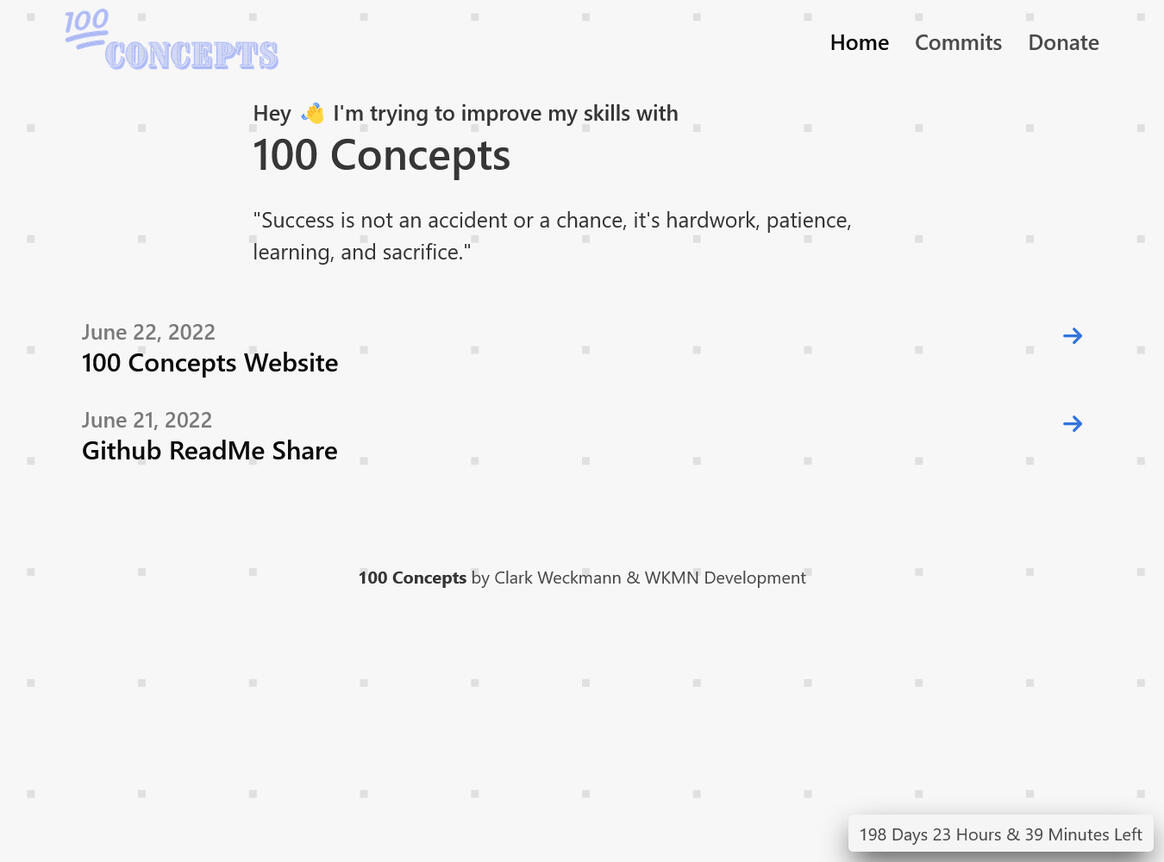 100
CONCEPTS
Home Commits Donate
Hey 👋 I'm trying to improve my skills with
100 Concepts
"Success is not an accident or a chance, it's hardwork, patience,
learning, and sacrifice."
June 22, 2022
100 Concepts Website
June 21, 2022
Github ReadMe Share
100 Concepts by Clark Weckmann & WKMN Development
198 Days 23 Hours & 39 Minutes Left